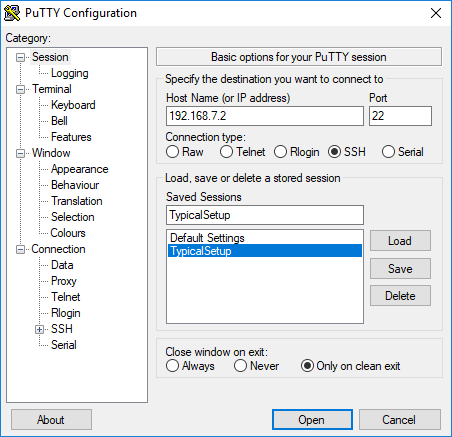 PuTTY Configuration
Category:
Session
Logging
Terminal
Keyboard
Bell
Features
Window
Appearance
Behaviour
Translation
Selection
Colours
Connection
Data
Proxy
Telnet
Rlogin
SSH
Serial
Basic options for your PuTTY session
Specify the destination you want to connect to
Host Name (or IP address) Port
192.168.7.2 22
Connection type:
Raw Telnet Rlogin SSH Serial
Load, save or delete a stored session
Saved Sessions
TypicalSetup
Default Settings
TypicalSetup
Load
Save
Delete
Close window on exit:
Always Never Only on clean exit
About Open Cancel